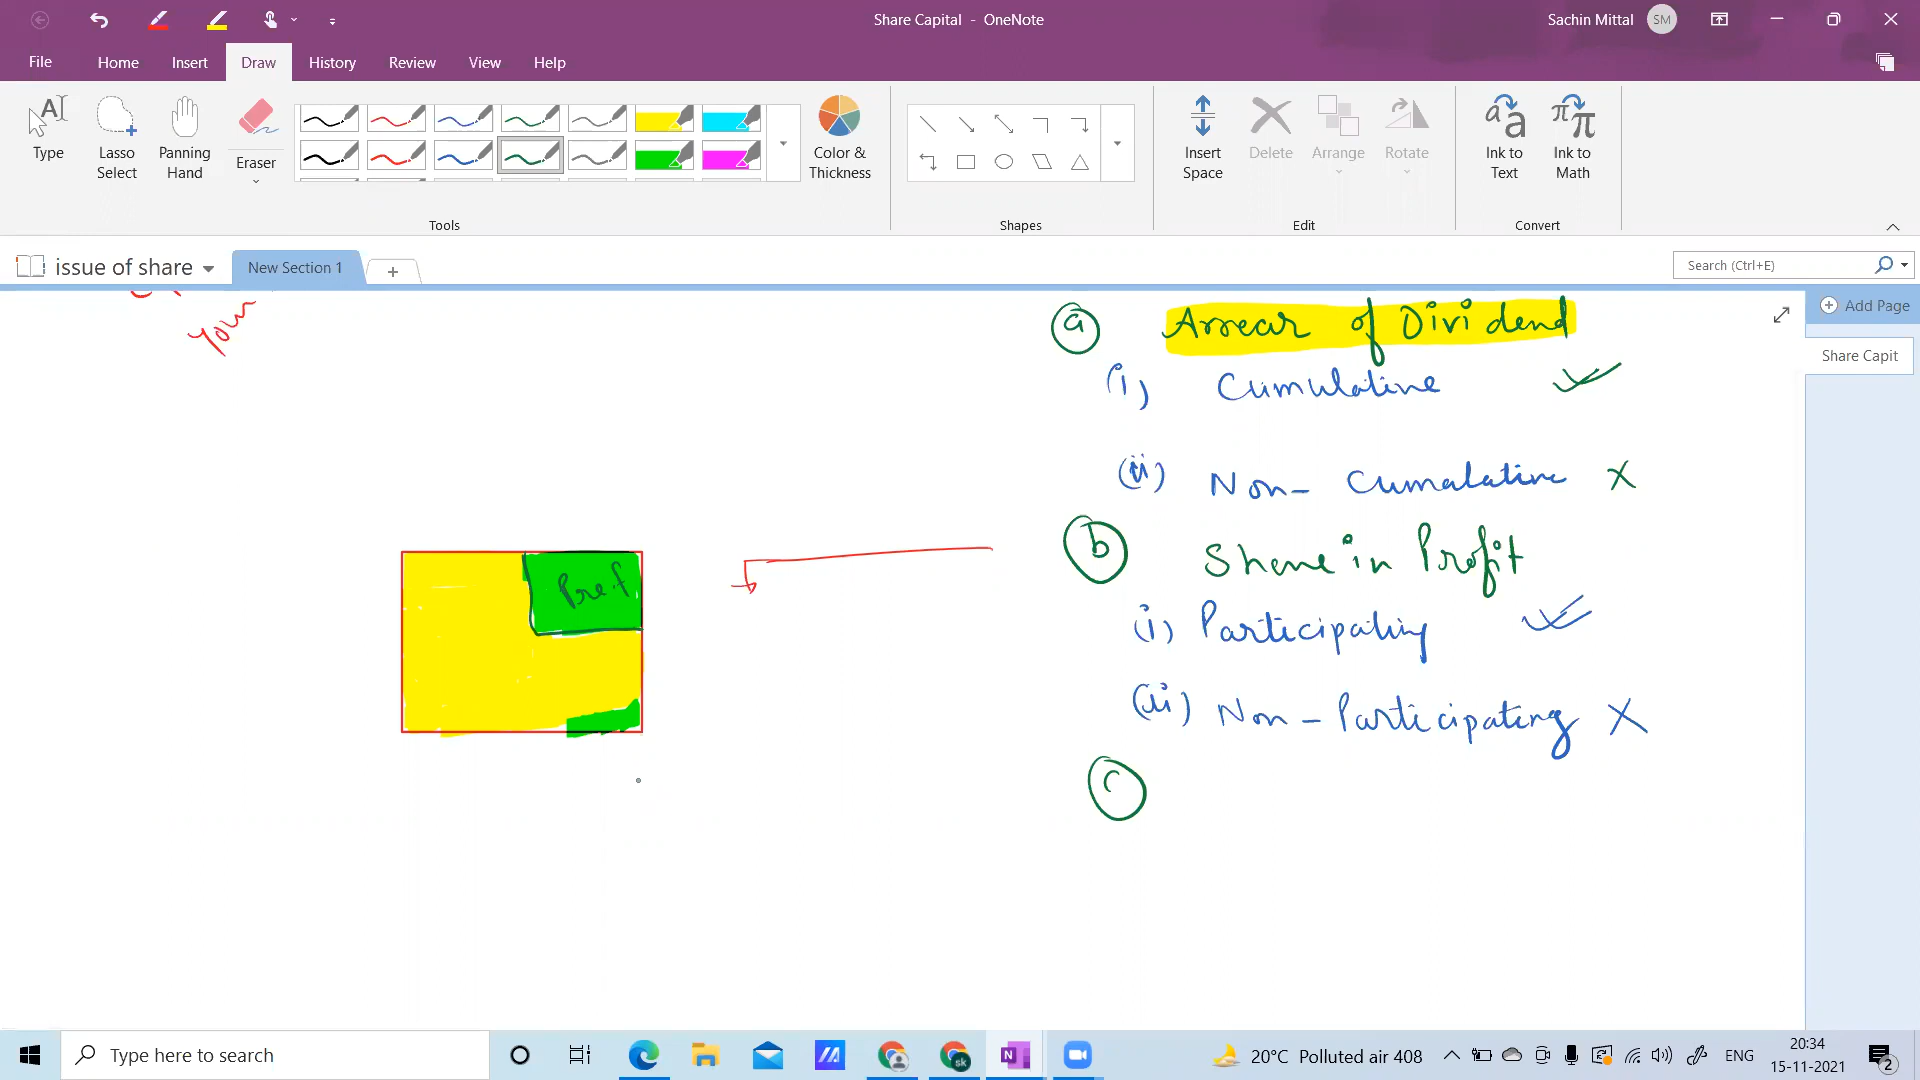 Share Capital - OneNote
Sachin Mittal
SM
File
Home
Insert
Draw
History
Review
View
Help
Type
Lasso Select
Panning Hand
Eraser
Color & Thickness
Insert Space
Delete
Arrange
Rotate
Ink to Text
Ink to Math
Tools
Shapes
Edit
Convert
issue of share
New Section 1
+
Search (Ctrl+E)
Add Page
Share Capit
Your
a Arrear of Dividend
(i) Cumulative
(ii) Non- Cumalative X
b Share in Profit
(i) Participating
(ii) Non - Participating X
c
Pref
Type here to search
20°C Polluted air 408
ENG
20:34
15-11-2021
2